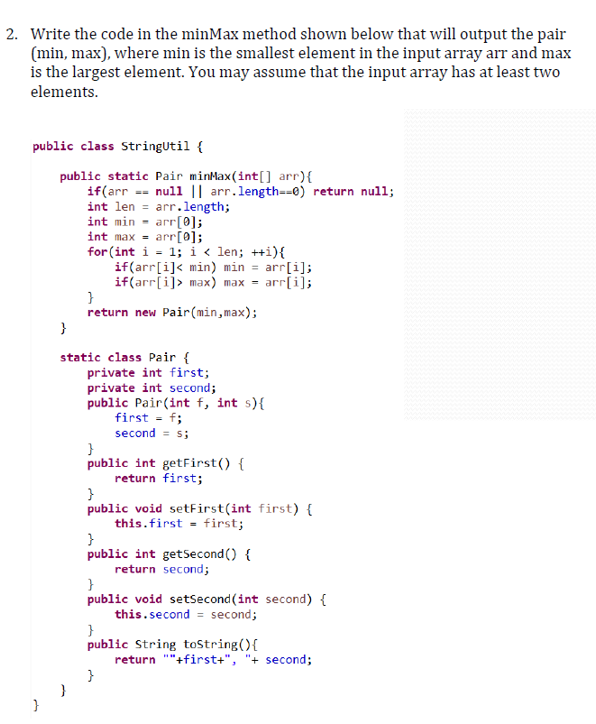 2. Write the code in the minMax method shown below that will output the pair
(min, max), where min is the smallest element in the input array arr and max
is the largest element. You may assume that the input array has at least two
elements.
public class StringUtil {
public static Pair minMax(int[] arr){
if(arr == null || arr.length==0) return null;
int len = arr.length;
int min = arr[0];
int max = arr[0];
for(int i = 1; i < len; ++i){
if(arr[i]< min) min = arr[i];
if(arr[i]> max) max = arr[i];
}
return new Pair(min,max);
}
static class Pair {
private int first;
private int second;
public Pair(int f, int s){
first = f;
second = s;
}
public int getFirst() {
return first;
}
public void setFirst(int first) {
this.first = first;
}
public int getSecond() {
return second;
}
public void setSecond(int second) {
this.second = second;
}
public String toString(){
return ""+first+", "+ second;
}
}
}